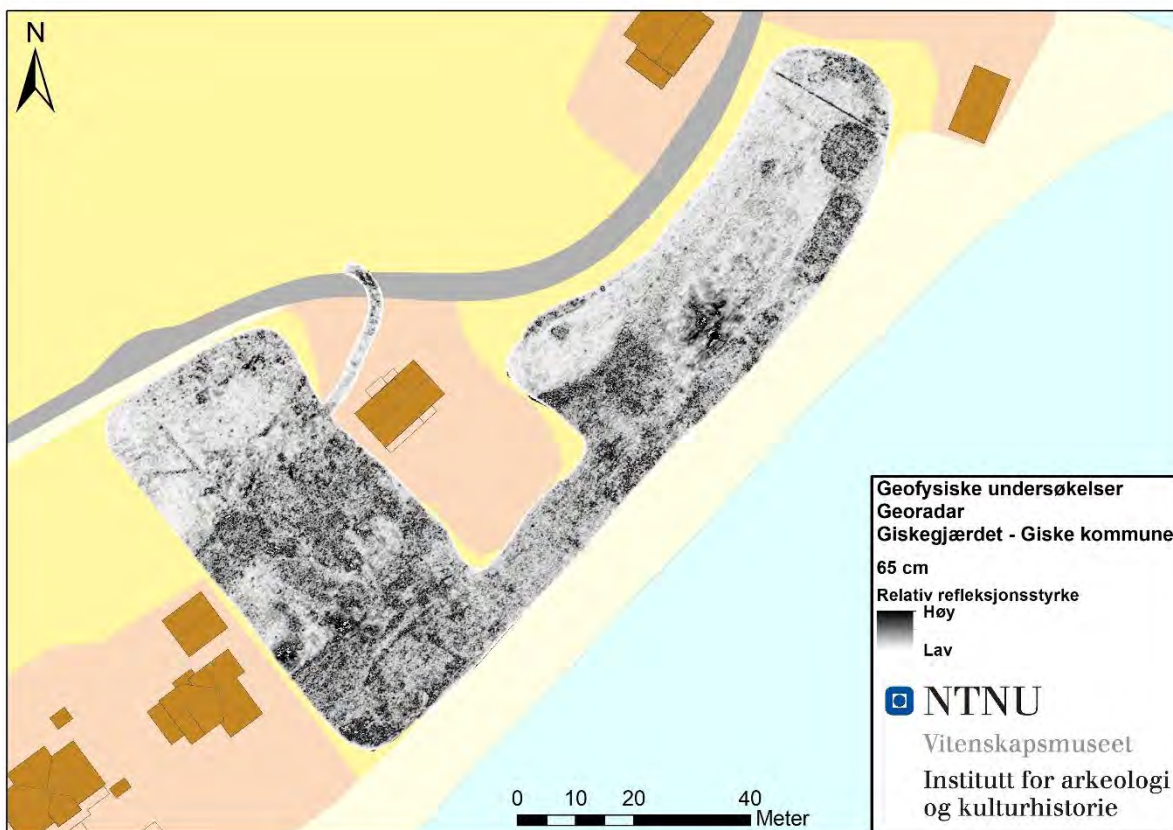 N
Geofysiske undersøkelser
Georadar
Giskegjærdet - Giske kommune
65 cm
Relativ refleksjonsstyrke
Høy
Lav
NTNU
Vitenskapsmuseet
Institutt for arkeologi
og kulturhistorie
0 10 20 40
Meter